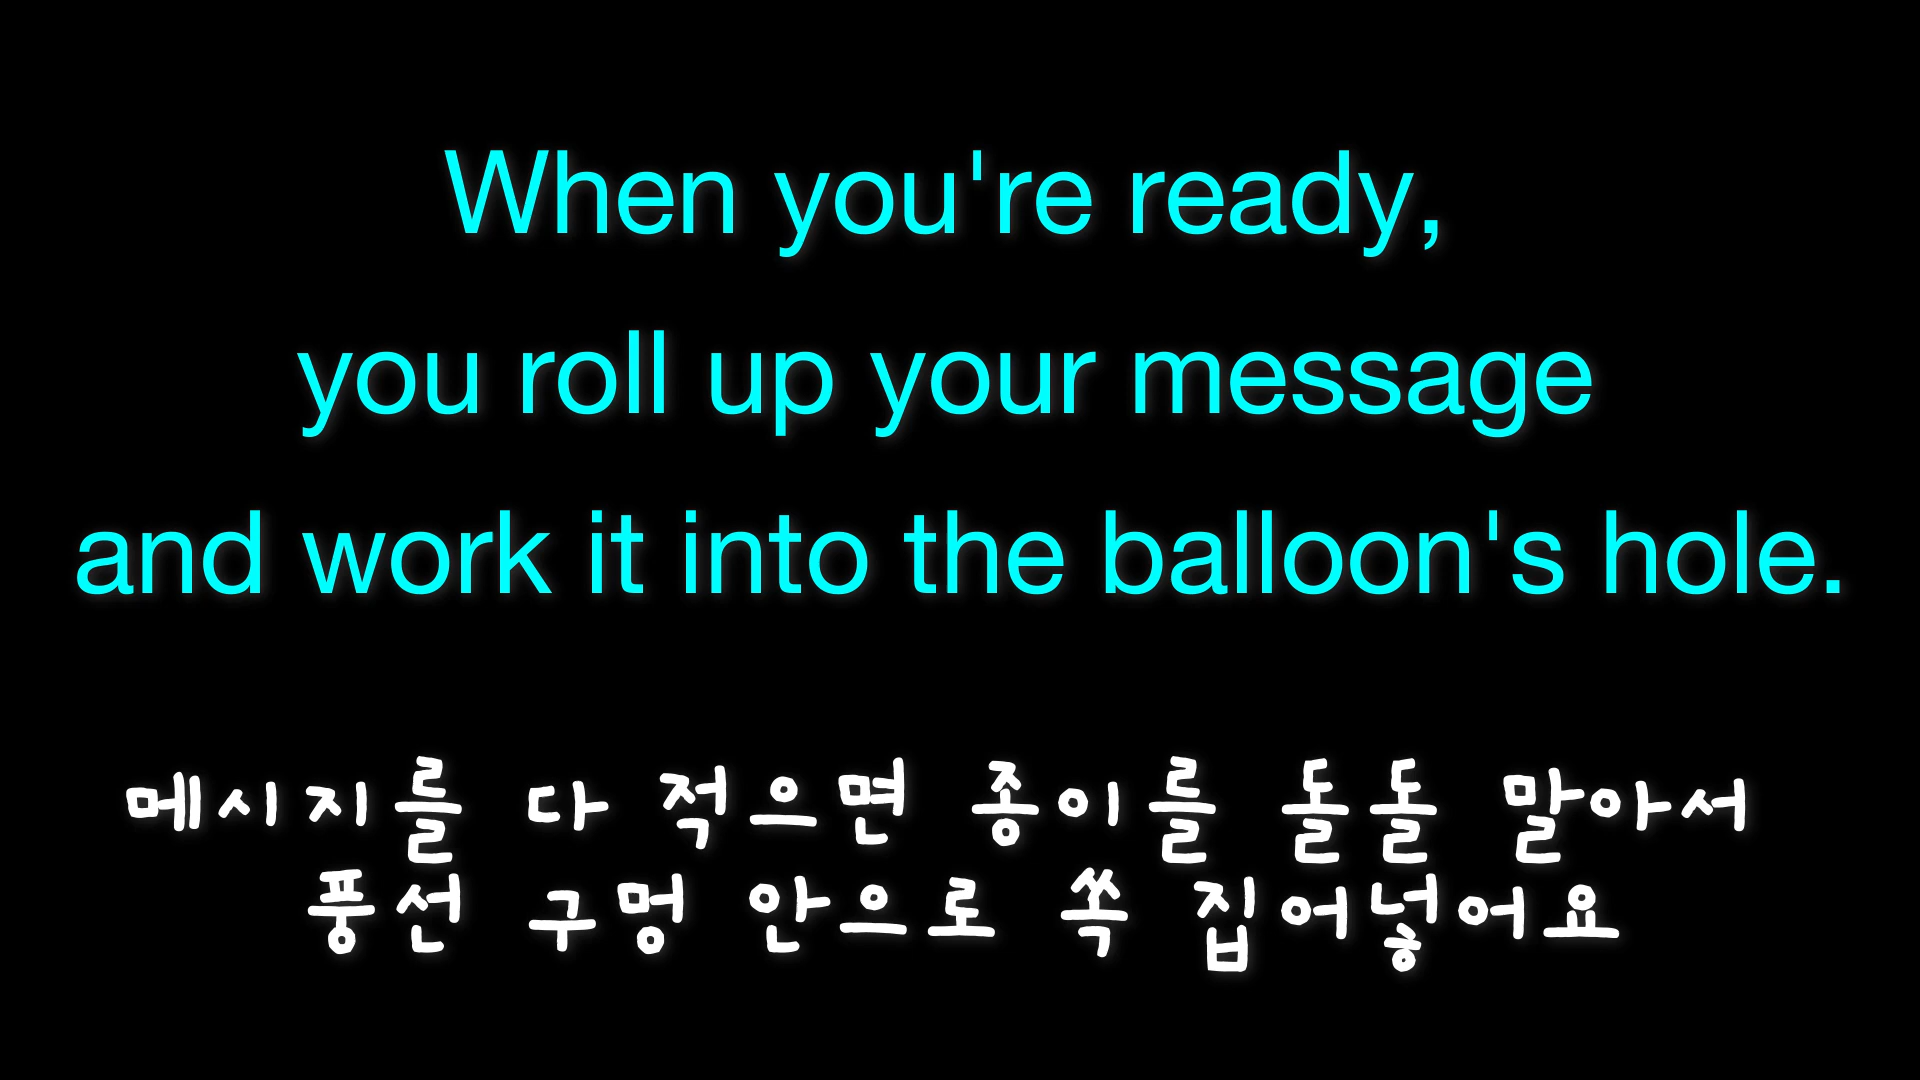 When you're ready,
you roll up your message
and work it into the balloon's hole.
메시지를 다 적으면 종이를 돌돌 말아서
풍선 구멍 안으로 쏙 집어넣어요